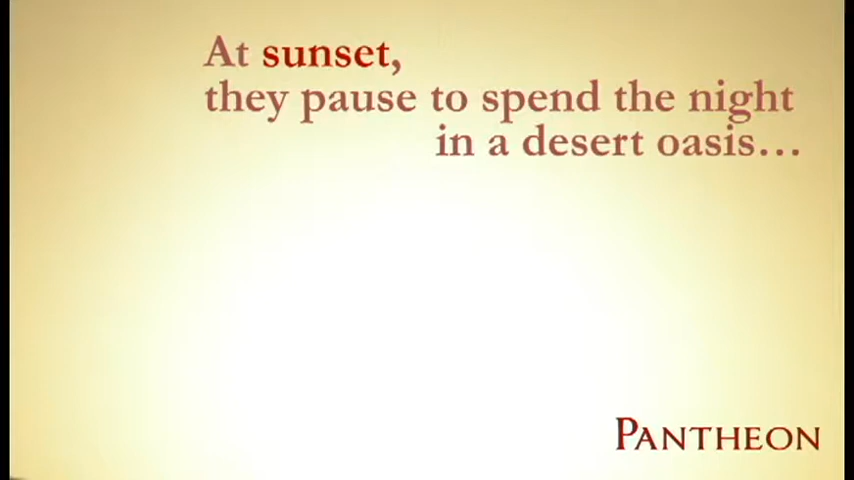 At sunset,
they pause to spend the night
in a desert oasis…
PANTHEON